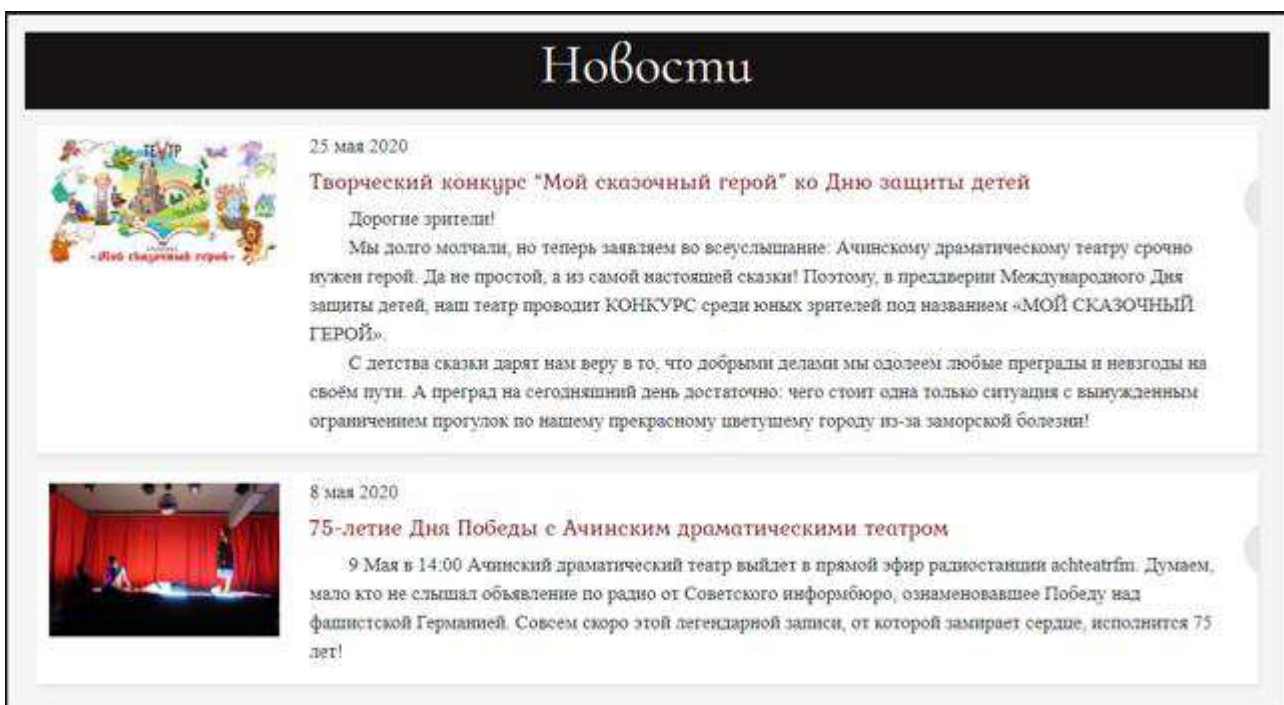 Новости
ТЕАТР
«Мой сказочный герой»
25 мая 2020
Творческий конкурс “Мой сказочный герой” ко Дню защиты детей
Дорогие зрители!
Мы долго молчали, но теперь заявляем во всеуслышание: Ачинскому драматическому театру срочно
нужен герой. Да не простой, а из самой настоящей сказки! Поэтому, в преддверии Международного Дня
защиты детей, наш театр проводит КОНКУРС среди юных зрителей под названием «МОЙ СКАЗОЧНЫЙ
ГЕРОЙ».
С детства сказки дарят нам веру в то, что добрыми делами мы одолеем любые преграды и невзгоды на
своём пути. А преград на сегодняшний день достаточно: чего стоит одна только ситуация с вынужденным
ограничением прогулок по нашему прекрасному цветущему городу из-за заморской болезни!
8 мая 2020
75-летие Дня Победы с Ачинским драматическими театром
9 Мая в 14:00 Ачинский драматический театр выйдет в прямой эфир радиостанции achteatrfm. Думаем,
мало кто не слышал объявление по радио от Советского информбюро, ознаменовавшее Победу над
фашистской Германией. Совсем скоро этой легендарной записи, от которой замирает сердце, исполнится 75
лет!